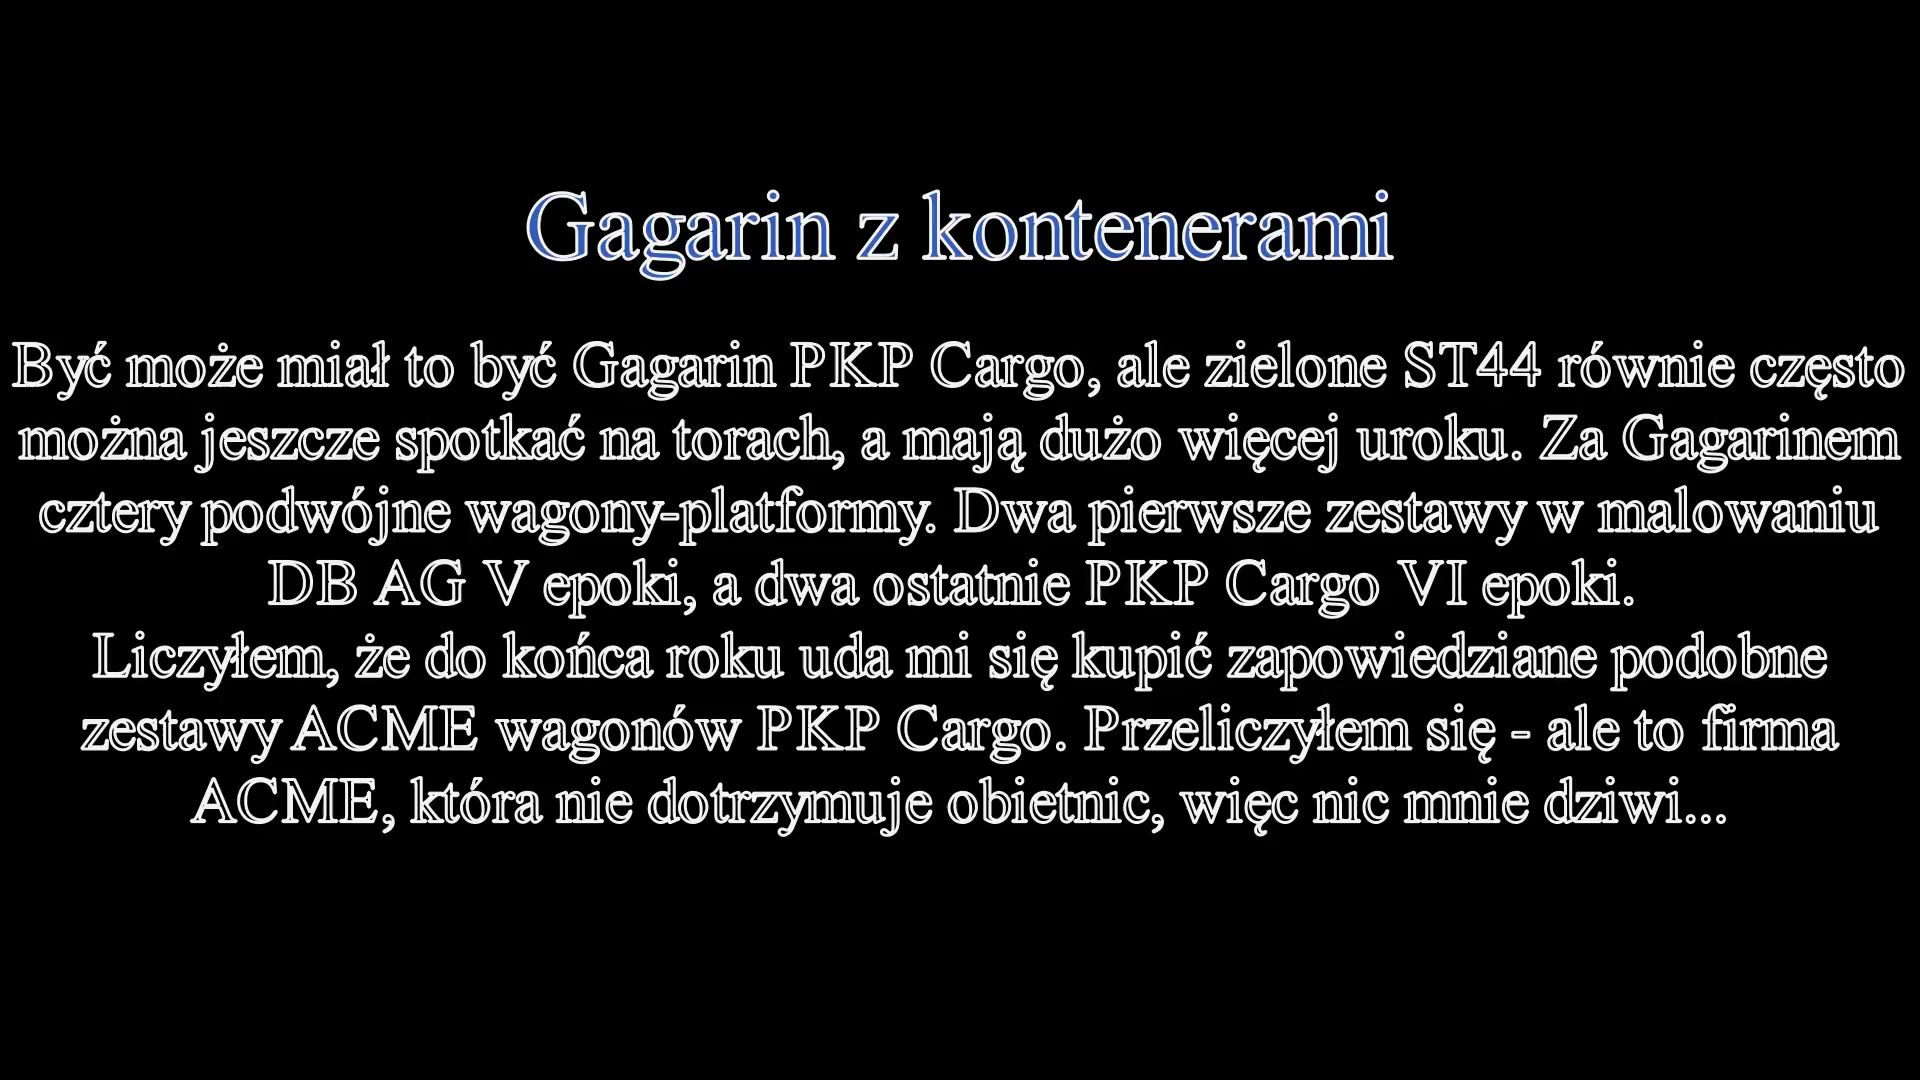 Gagarin z kontenerami
Być może miał to być Gagarin PKP Cargo, ale zielone ST44 równie często
można jeszcze spotkać na torach, a mają dużo więcej uroku. Za Gagarinem
cztery podwójne wagony-platformy. Dwa pierwsze zestawy w malowaniu
DB AG V epoki, a dwa ostatnie PKP Cargo VI epoki.
Liczyłem, że do końca roku uda mi się kupić zapowiedziane podobne
zestawy ACME wagonów PKP Cargo. Przeliczyłem się - ale to firma
ACME, która nie dotrzymuje obietnic, więc nic mnie dziwi...